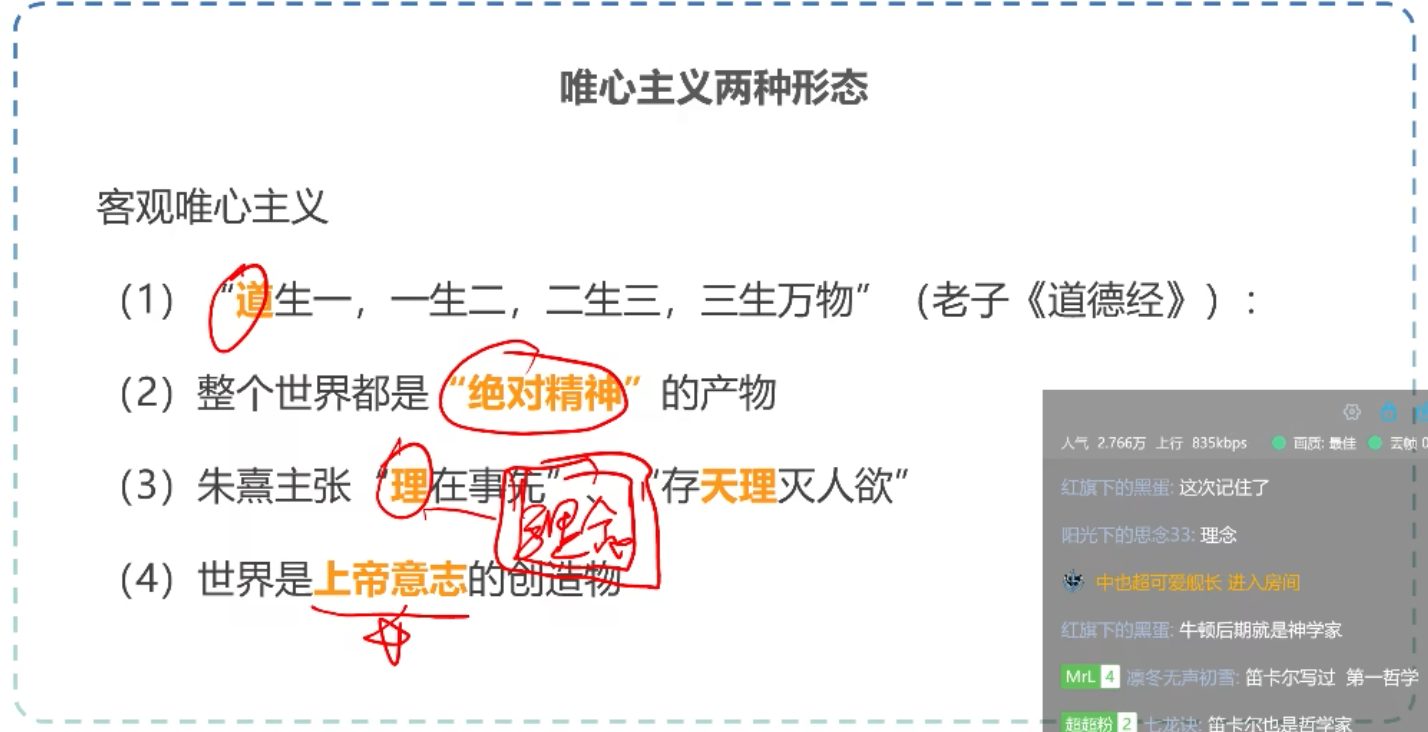 唯心主义两种形态
客观唯心主义
（1）“道生一，一生二，二生三，三生万物”（老子《道德经》）:
（2）整个世界都是“绝对精神”的产物
（3）朱熹主张“理在事先”、“存天理灭人欲”
理念
（4）世界是上帝意志的创造物
人气 2.766万 上行 835kbps 画质: 最佳 丢帧 0
红旗下的黑蛋: 这次记住了
阳光下的思念33: 理念
中也超可爱舰长 进入房间
红旗下的黑蛋: 牛顿后期就是神学家
MrL 4 凛冬无声初雪: 笛卡尔写过 第一哲学
超超粉 2 七龙诀: 笛卡尔也是哲学家